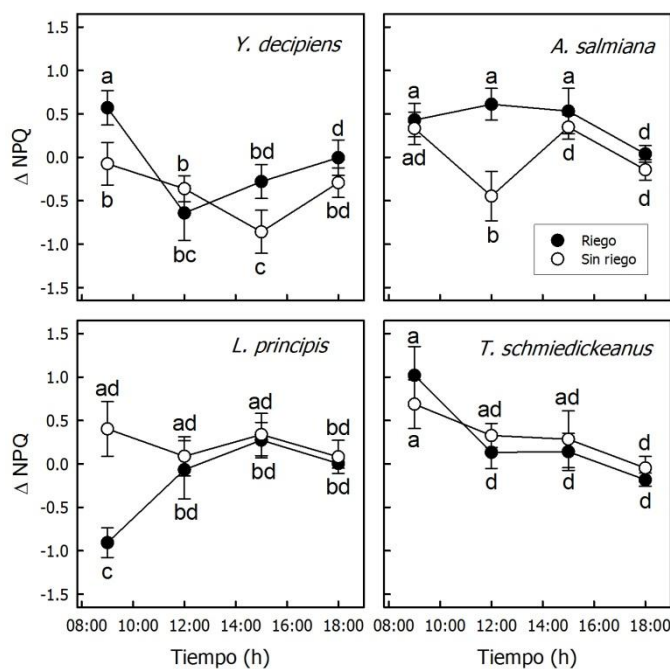 Y. decipiens
A. salmiana
1.5
1.0
0.5
0.0
-0.5
-1.0
-1.5
Δ NPQ
a
b
b
bc
bd
c
d
bd
a
ad
a
b
a
d
d
d
Riego
Sin riego
L. principis
T. schmiedickeanus
1.5
1.0
0.5
0.0
-0.5
-1.0
-1.5
Δ NPQ
ad
c
ad
bd
ad
bd
bd
bd
a
a
ad
d
ad
d
d
d
08:00 10:00 12:00 14:00 16:00 18:00
08:00 10:00 12:00 14:00 16:00 18:00
Tiempo (h)
Tiempo (h)